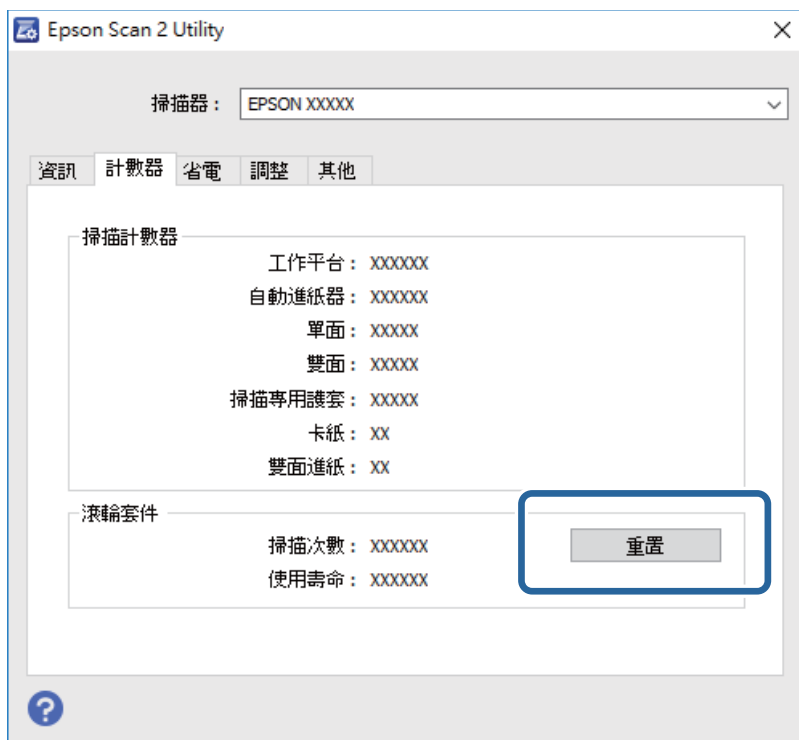 Epson Scan 2 Utility
掃描器： EPSON XXXXX
資訊 計數器 省電 調整 其他
掃描計數器
工作平台： XXXXXX
自動進紙器： XXXXXX
單面： XXXXX
雙面： XXXXX
掃描專用護套： XXXXX
卡紙： XX
雙面進紙： XX
滾輪套件
掃描次數： XXXXXX 重置
使用壽命： XXXXXX
?